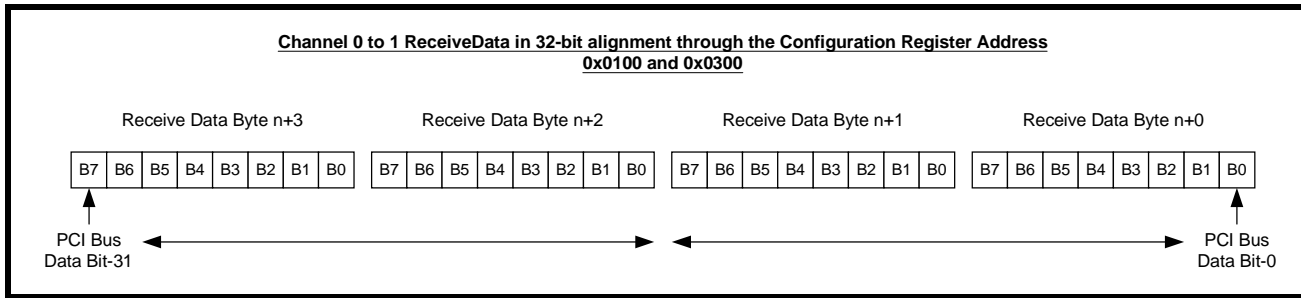 Channel 0 to 1 ReceiveData in 32-bit alignment through the Configuration Register Address
0x0100 and 0x0300
Receive Data Byte n+3 Receive Data Byte n+2 Receive Data Byte n+1 Receive Data Byte n+0
B7 B6 B5 B4 B3 B2 B1 B0 B7 B6 B5 B4 B3 B2 B1 B0 B7 B6 B5 B4 B3 B2 B1 B0 B7 B6 B5 B4 B3 B2 B1 B0
PCI Bus PCI Bus
Data Bit-31 Data Bit-0